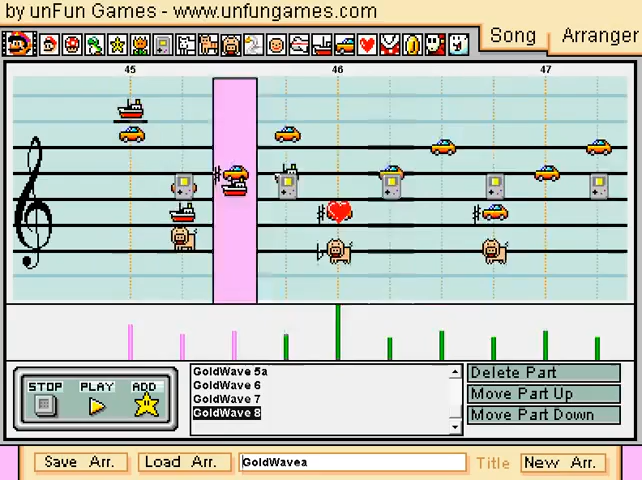 by unFun Games - www.unfungames.com
Song
Arranger
45
46
47
STOP
PLAY
ADD
GoldWave 5a
GoldWave 6
GoldWave 7
GoldWave 8
Delete Part
Move Part Up
Move Part Down
Save Arr.
Load Arr.
GoldWavea
Title
New Arr.